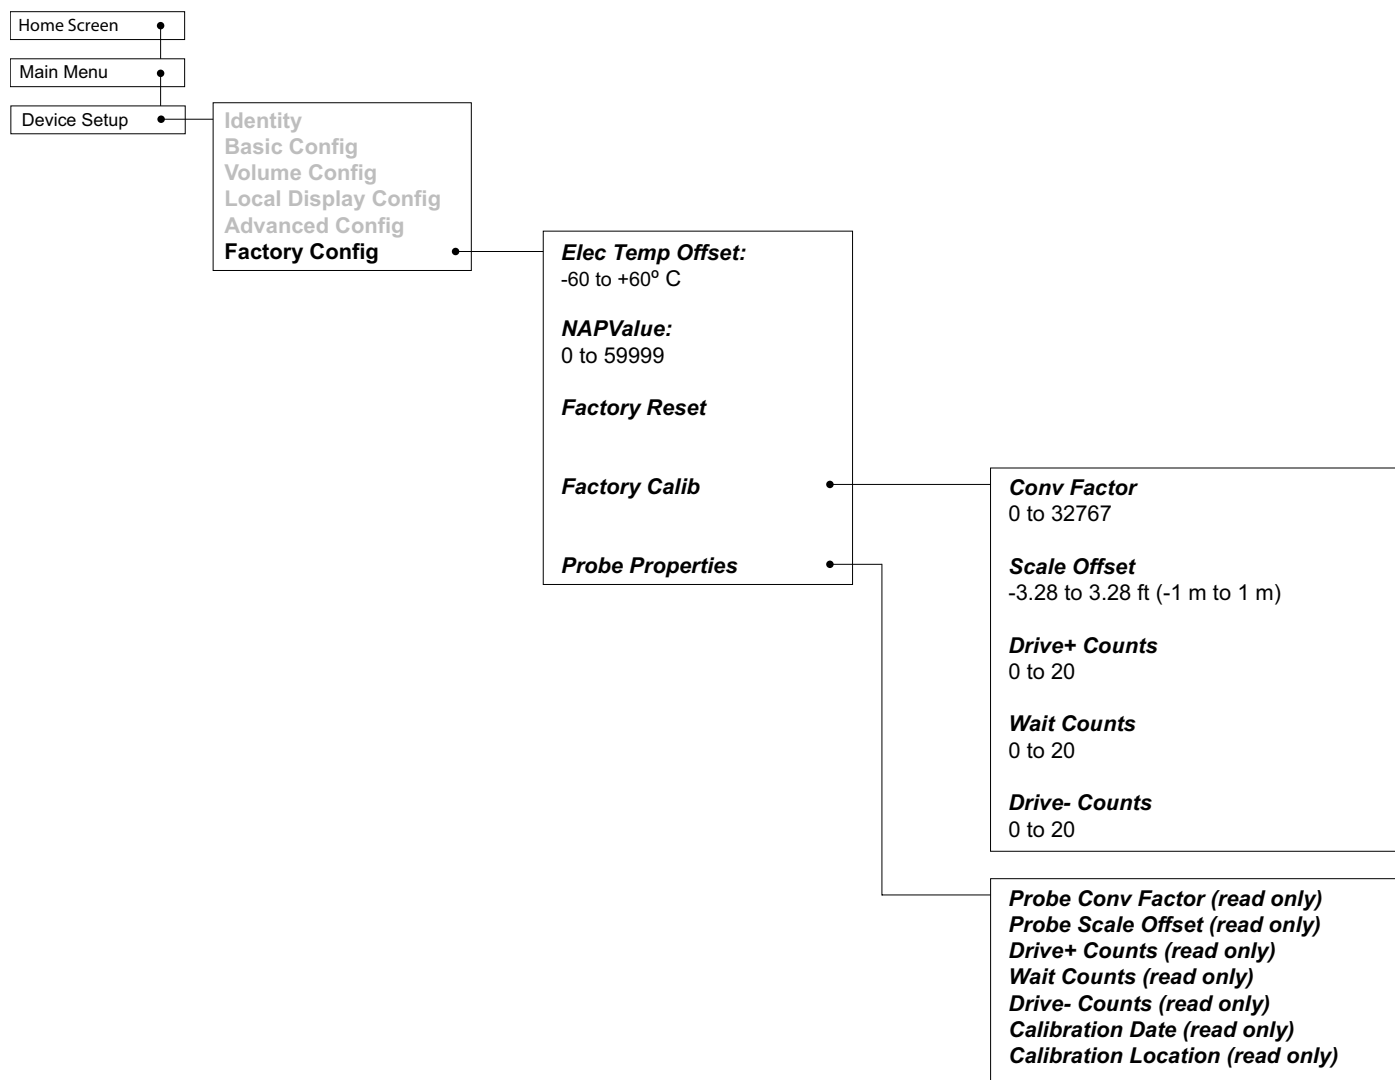 Home Screen
Main Menu
Device Setup
Identity
Basic Config
Volume Config
Local Display Config
Advanced Config
Factory Config
Elec Temp Offset:
-60 to +60º C
NAPValue:
0 to 59999
Factory Reset
Factory Calib
Probe Properties
Conv Factor
0 to 32767
Scale Offset
-3.28 to 3.28 ft (-1 m to 1 m)
Drive+ Counts
0 to 20
Wait Counts
0 to 20
Drive- Counts
0 to 20
Probe Conv Factor (read only)
Probe Scale Offset (read only)
Drive+ Counts (read only)
Wait Counts (read only)
Drive- Counts (read only)
Calibration Date (read only)
Calibration Location (read only)